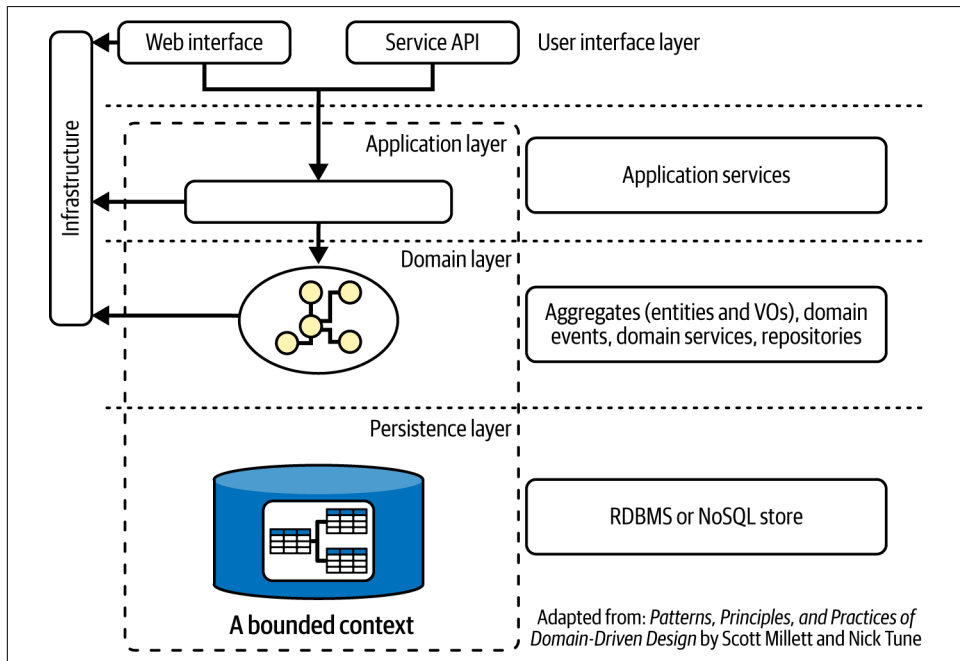 Web interface
Service API
User interface layer
Infrastructure
Application layer
Application services
Domain layer
Aggregates (entities and VOs), domain
events, domain services, repositories
Persistence layer
RDBMS or NoSQL store
A bounded context
Adapted from: Patterns, Principles, and Practices of
Domain-Driven Design by Scott Millett and Nick Tune